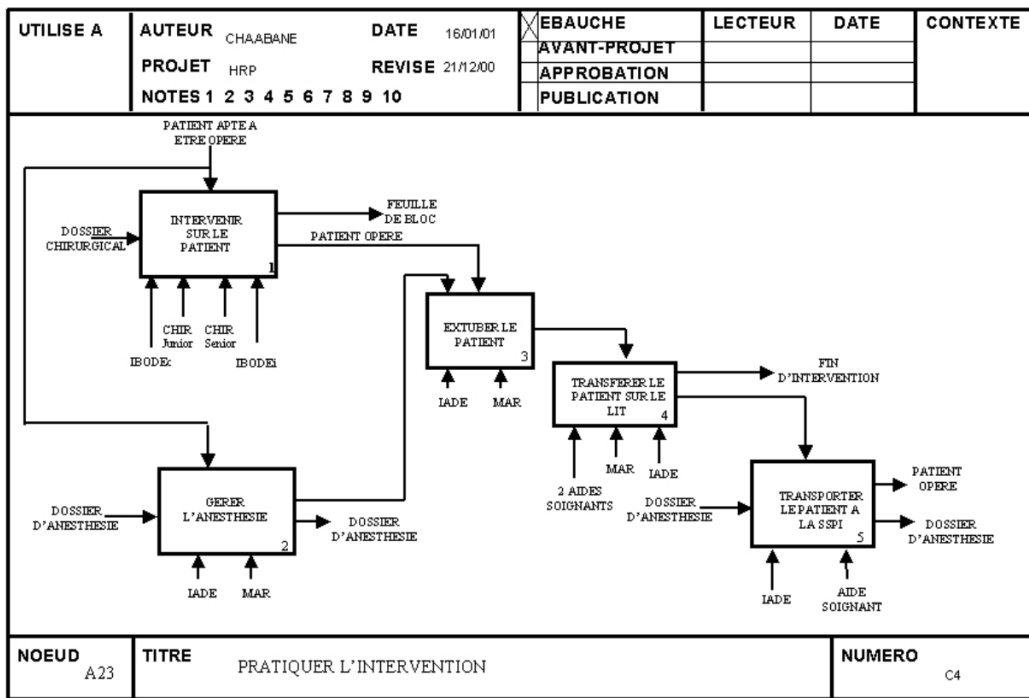 UTILISE A
AUTEUR CHAABANE DATE 16/01/01
PROJET HRP REVISE 21/12/00
NOTES 1 2 3 4 5 6 7 8 9 10
EBAUCHE
AVANT-PROJET
APPROBATION
PUBLICATION
LECTEUR DATE
CONTEXTE
PATIENT APTE A
ETRE OPERE
DOSSIER
CHIRURGICAL
INTERVENIR
SUR LE
PATIENT
1
FEUILLE
DE BLOC
PATIENT OPERE
IBODEc
CHIR
Junior
CHIR
Senior
IBODEi
EXTUBER LE
PATIENT
3
IADE
MAR
TRANSFERER LE
PATIENT SUR LE
LIT
4
FIN
D'INTERVENTION
2 AIDES
SOIGNANTS
MAR
IADE
DOSSIER
D'ANESTHESIE
GERER
L'ANESTHESIE
2
DOSSIER
D'ANESTHESIE
IADE
MAR
DOSSIER
D'ANESTHESIE
TRANSPORTER
LE PATIENT A
LA SSPI
5
PATIENT
OPERE
DOSSIER
D'ANESTHESIE
IADE
AIDE
SOIGNANT
NOEUD A23
TITRE PRATIQUER L'INTERVENTION
NUMERO C4